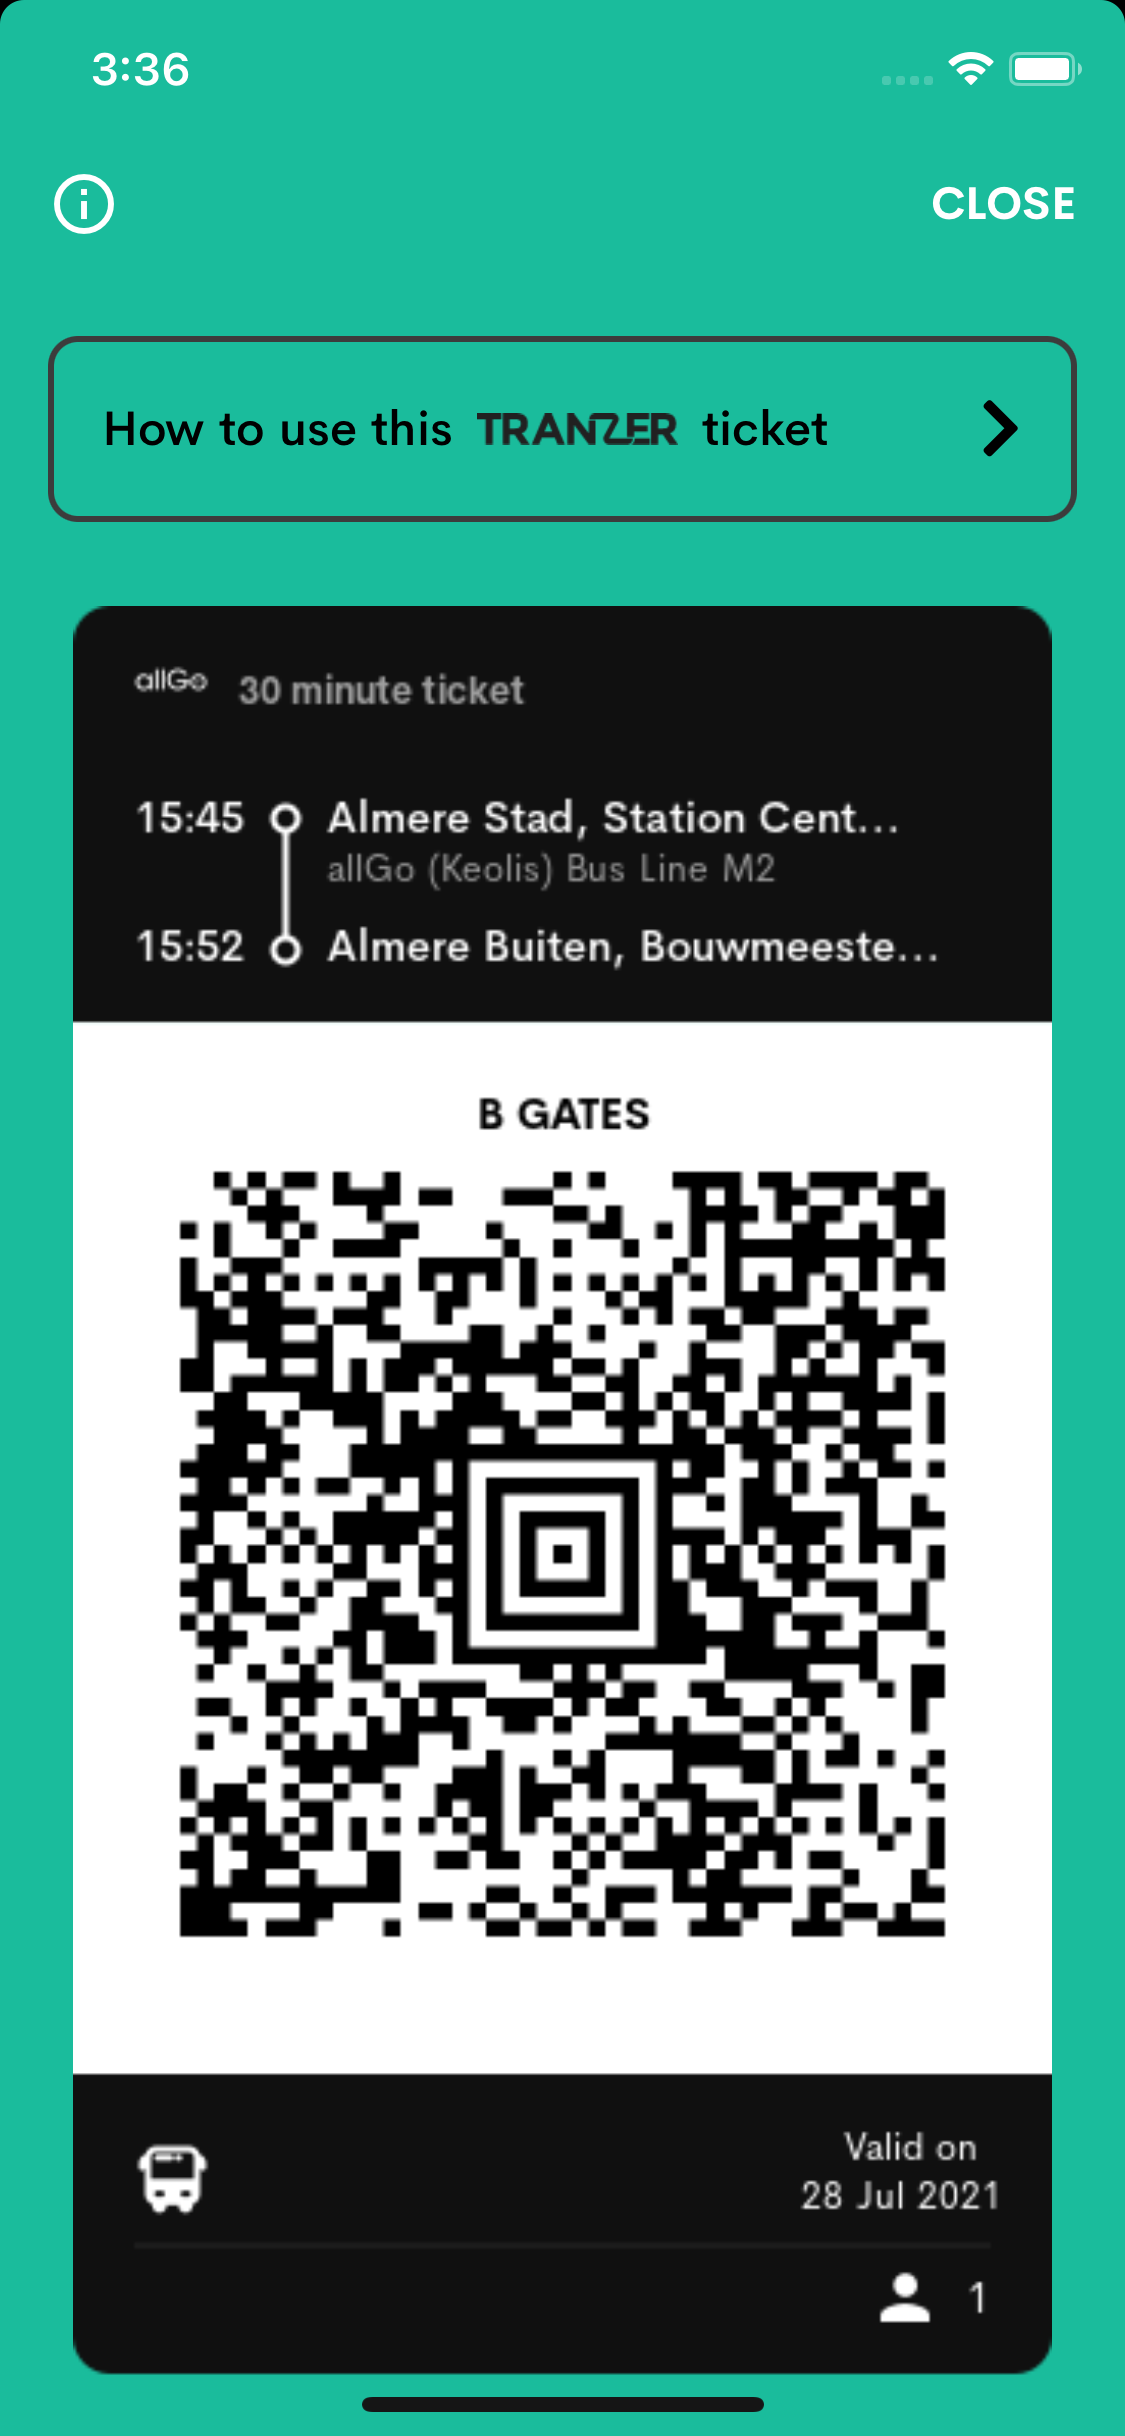 3:36
CLOSE
How to use this TRANZER ticket
allGo 30 minute ticket
15:45 Almere Stad, Station Cent...
allGo (Keolis) Bus Line M2
15:52 Almere Buiten, Bouwmeeste...
B GATES
Valid on
28 Jul 2021
1